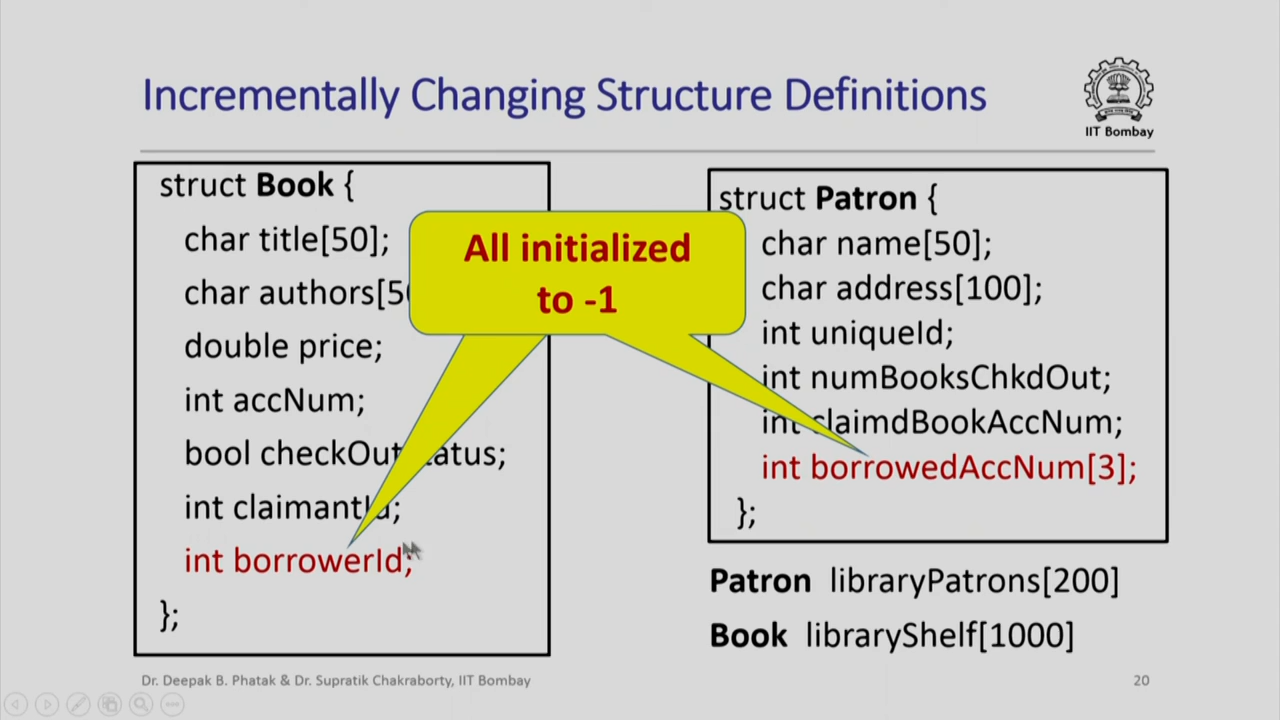 Incrementally Changing Structure Definitions
IIT Bombay
struct Book {
char title[50];
char authors[50
double price;
int accNum;
bool checkOutStatus;
int claimantId;
int borrowerId;
};
All initialized
to -1
struct Patron {
char name[50];
char address[100];
int uniqueId;
int numBooksChkdOut;
int claimdBookAccNum;
int borrowedAccNum[3];
};
Patron libraryPatrons[200]
Book libraryShelf[1000]
Dr. Deepak B. Phatak & Dr. Supratik Chakraborty, IIT Bombay
20